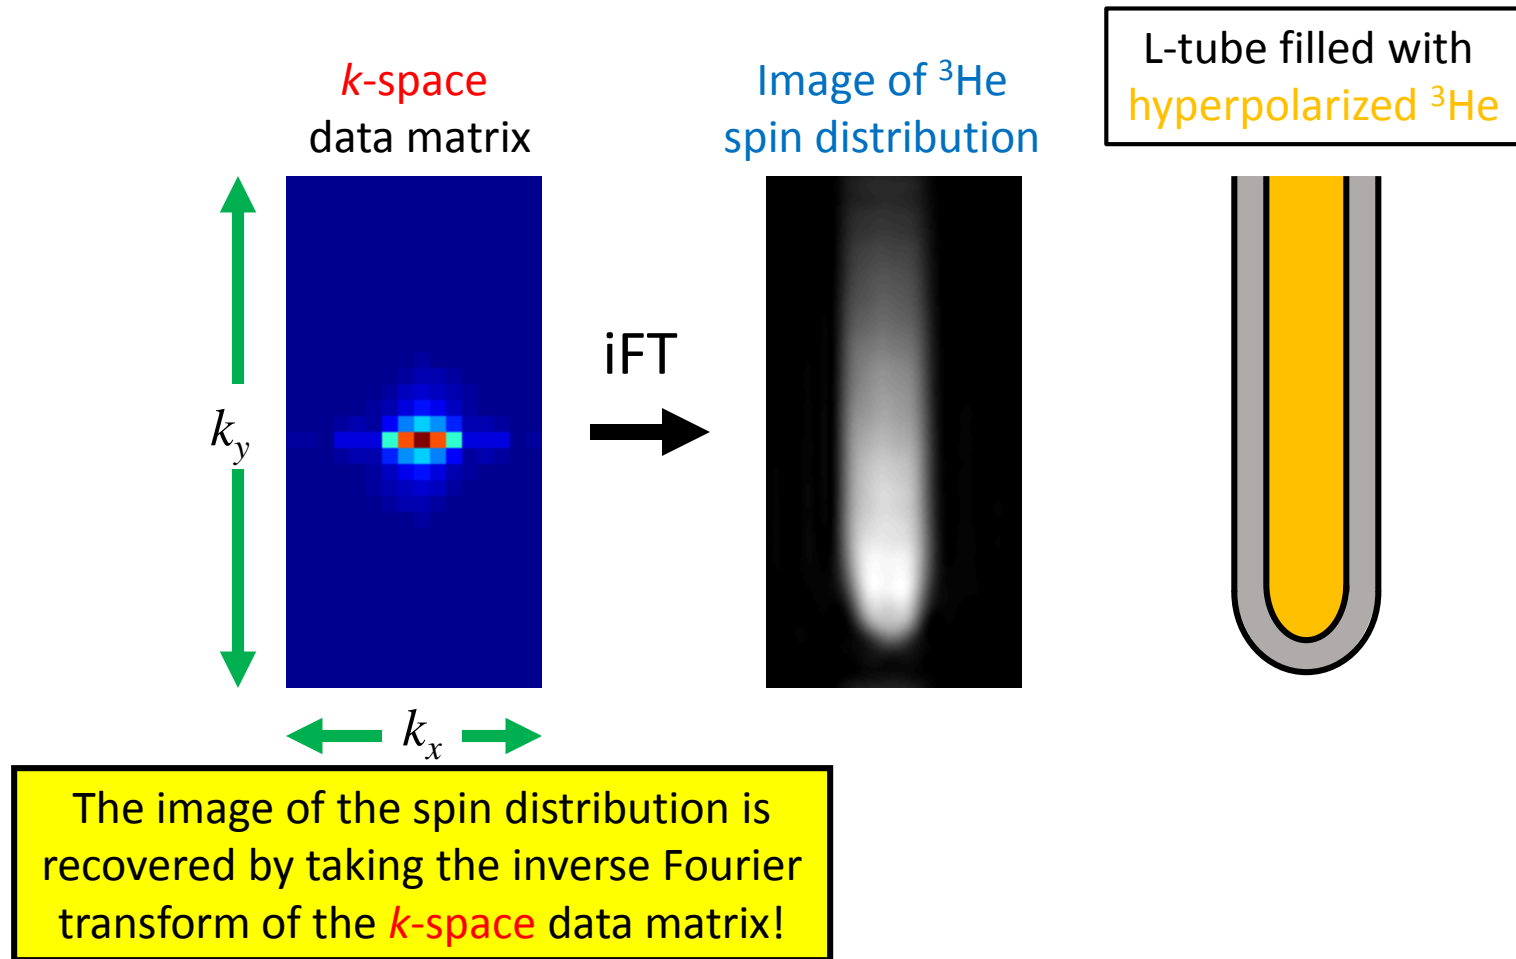 k-space
data matrix
Image of ³He
spin distribution
L-tube filled with
hyperpolarized ³He
iFT
k_y
k_x
The image of the spin distribution is
recovered by taking the inverse Fourier
transform of the k-space data matrix!